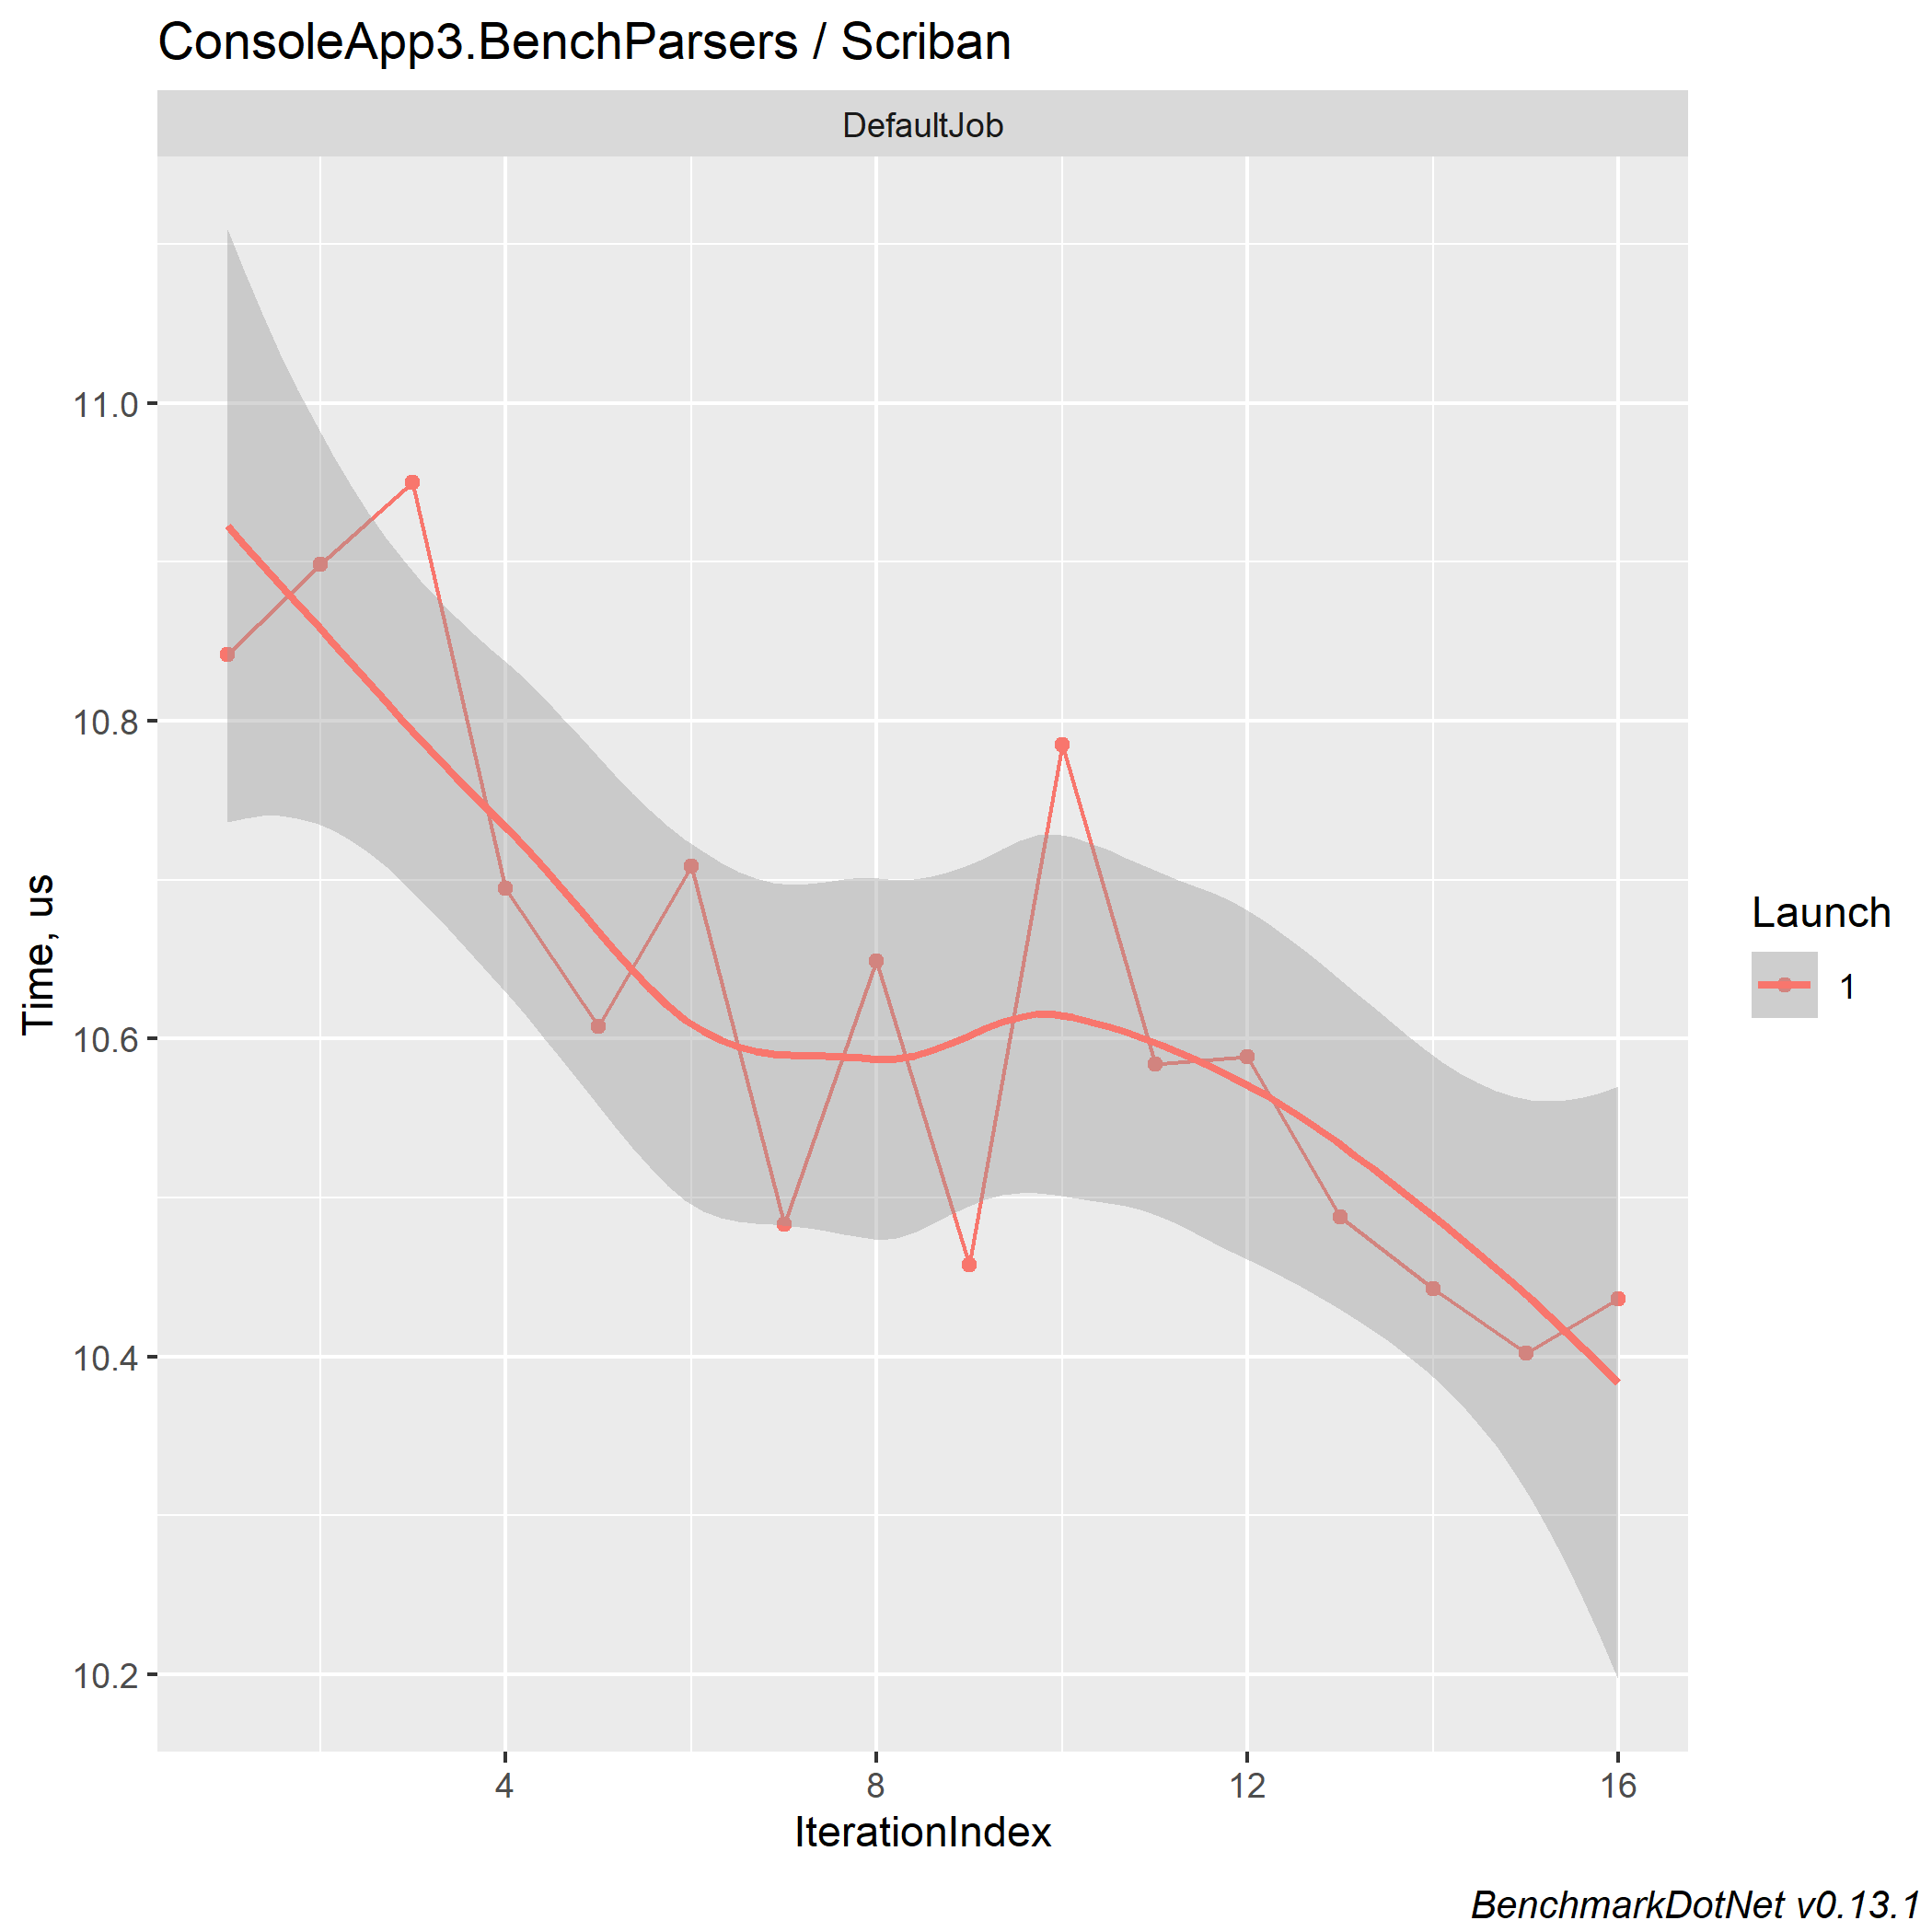 ConsoleApp3.BenchParsers / Scriban
DefaultJob
Time, us
11.0
10.8
10.6
10.4
10.2
4 8 12 16
IterationIndex
Launch
1
BenchmarkDotNet v0.13.1